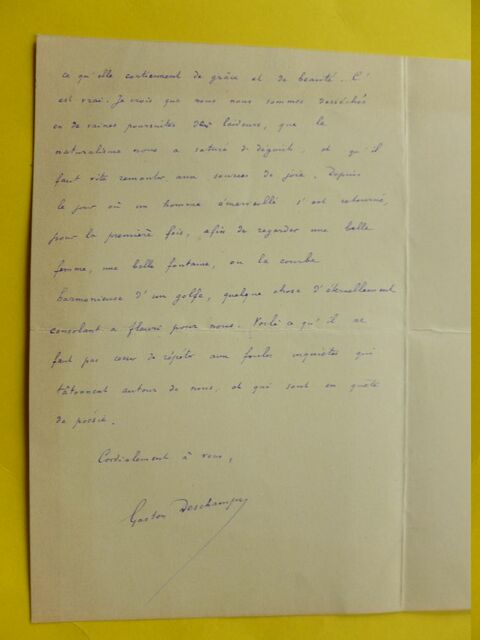 ce qu'elle contiennent de grâce et de beauté. C'
est vrai. Je crois que nous nous sommes desséchés
en de vaines poursuites de laideurs, que le
naturalisme nous a saturé de dégoûts, et qu'il
faut vite remonter aux sources de joie. Depuis
le jour où un homme émerveillé s'est retourné,
pour la première fois, afin de regarder une belle
femme, une belle fontaine, ou la courbe
harmonieuse d'un golfe, quelque chose d'éternellement
consolant a fleuri pour nous. Voilà ce qu'il ne
faut pas cesser de répéter aux foules inquiètes qui
tâtonnent autour de nous, et qui sont en quête
de poésie.
Cordialement à vous,
Gaston Deschamps